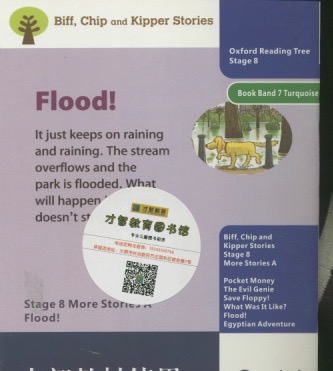 Biff, Chip and Kipper Stories
Oxford Reading Tree
Stage 8
Book Band 7 Turquoise
Flood!
It just keeps on raining
and raining. The stream
overflows and the
park is flooded. What
will happen
doesn't st
才智教育图书馆
Biff, Chip and
Kipper Stories
Stage 8
More Stories A
Pocket Money
The Evil Genie
Save Floppy!
What Was It Like?
Flood!
Egyptian Adventure
Stage 8 More Stories A
Flood!